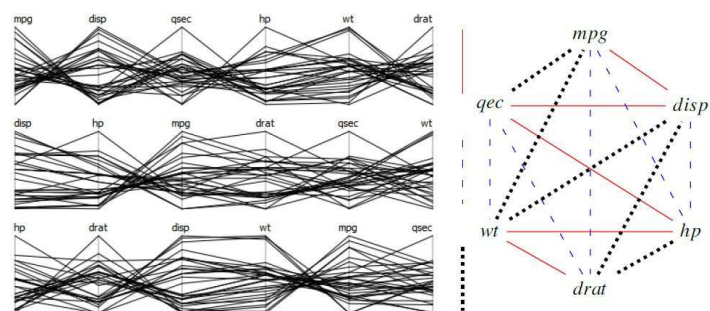 mpg disp qsec hp wt drat
disp hp mpg drat qsec wt
hp drat disp wt mpg qsec
mpg
qec disp
wt hp
drat